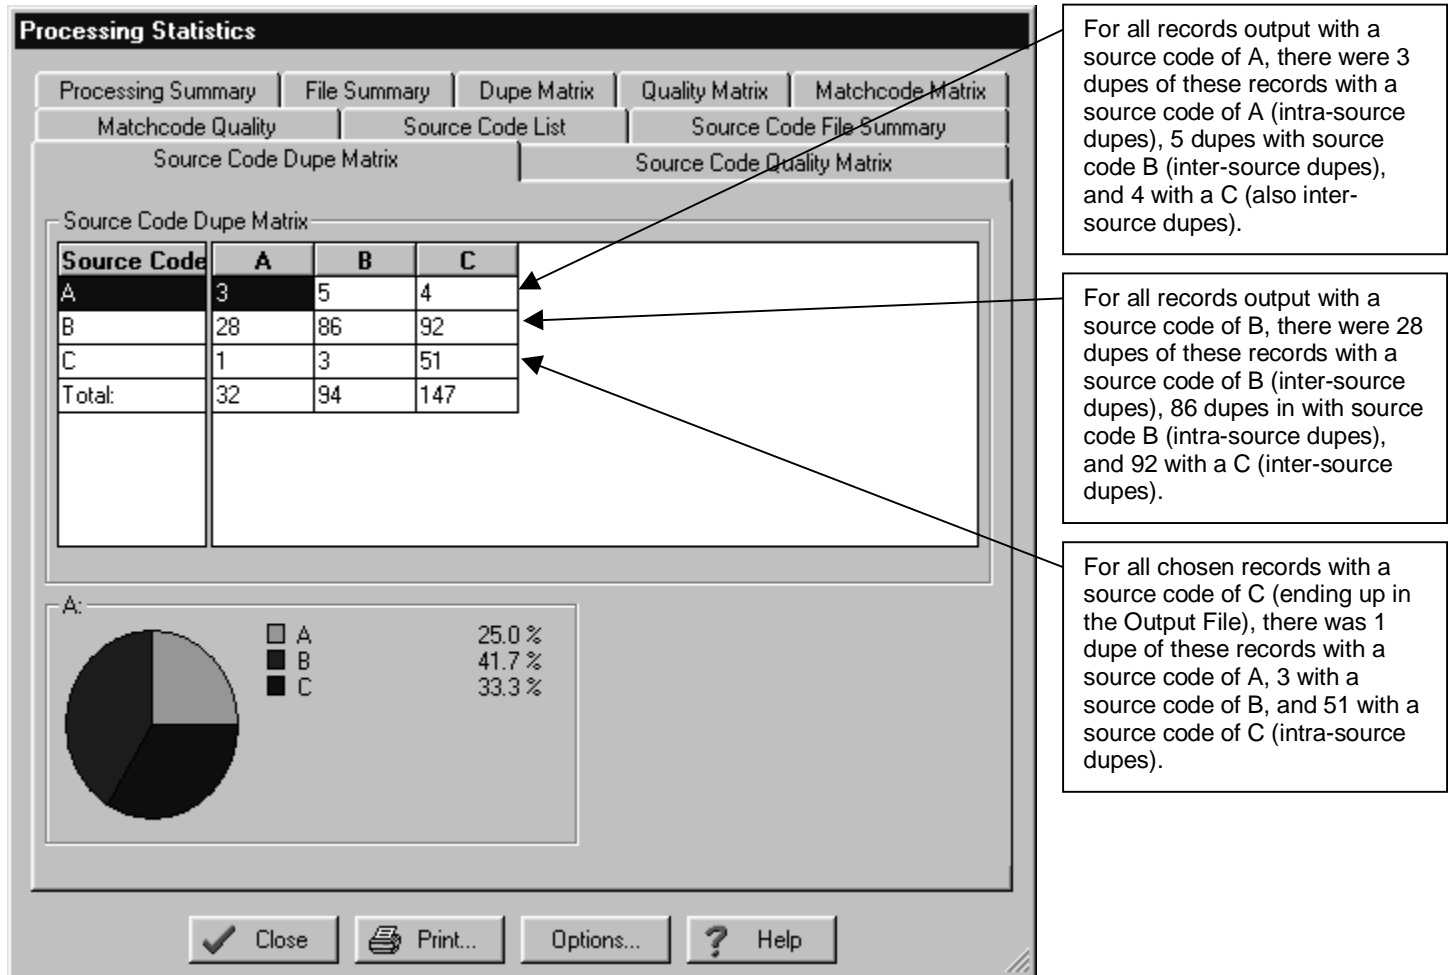 Processing Statistics
Processing Summary File Summary Dupe Matrix Quality Matrix Matchcode Matrix
Matchcode Quality Source Code List Source Code File Summary
Source Code Dupe Matrix Source Code Quality Matrix
Source Code Dupe Matrix
Source Code A B C
A 3 5 4
B 28 86 92
C 1 3 51
Total: 32 94 147
A:
A 25.0 %
B 41.7 %
C 33.3 %
Close Print... Options... ? Help
For all records output with a
source code of A, there were 3
dupes of these records with a
source code of A (intra-source
dupes), 5 dupes with source
code B (inter-source dupes),
and 4 with a C (also inter-
source dupes).
For all records output with a
source code of B, there were 28
dupes of these records with a
source code of B (inter-source
dupes), 86 dupes in with source
code B (intra-source dupes),
and 92 with a C (inter-source
dupes).
For all chosen records with a
source code of C (ending up in
the Output File), there was 1
dupe of these records with a
source code of A, 3 with a
source code of B, and 51 with a
source code of C (intra-source
dupes).